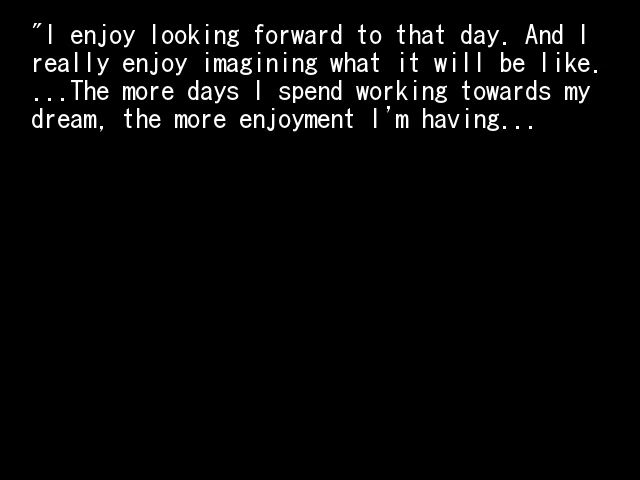 "I enjoy looking forward to that day. And I
really enjoy imagining what it will be like.
...The more days I spend working towards my
dream, the more enjoyment I'm having...